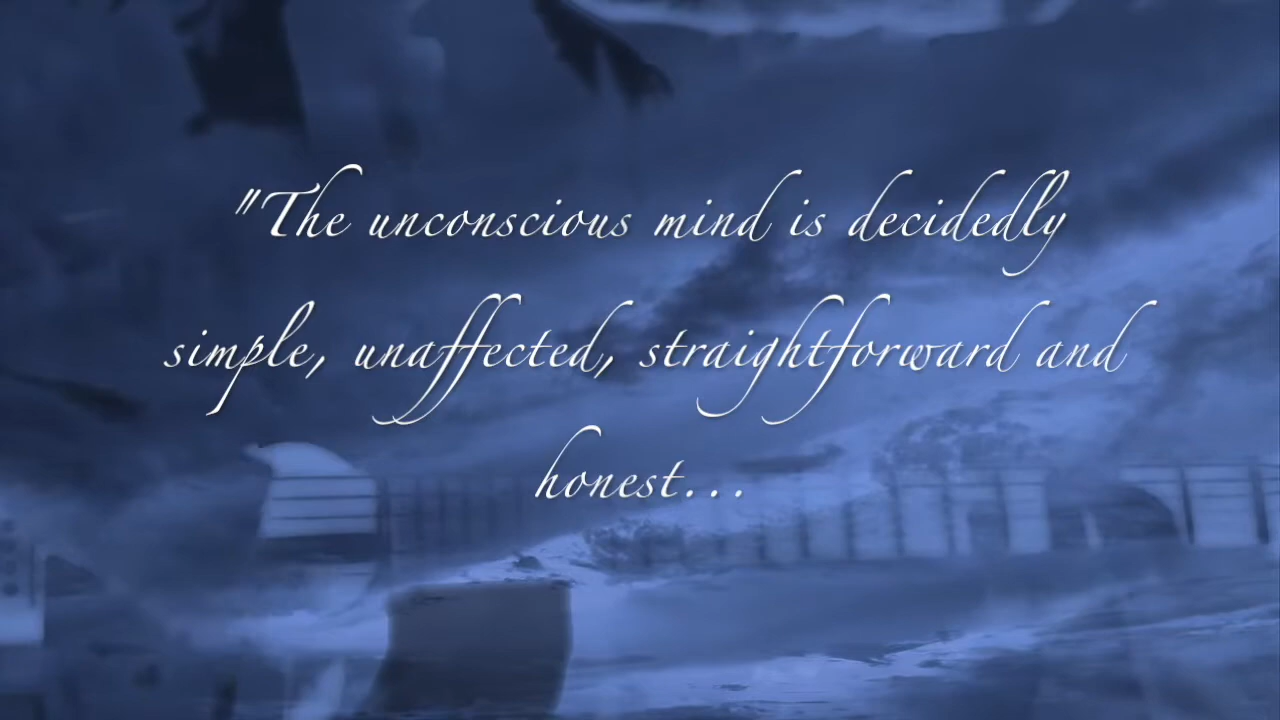 "The unconscious mind is decidedly
simple, unaffected, straightforward and
honest...